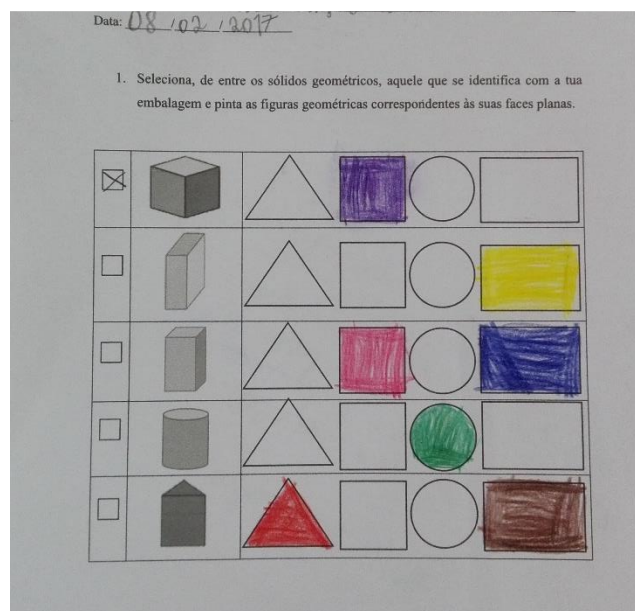 Data: 08/02/2017
1. Seleciona, de entre os sólidos geométricos, aquele que se identifica com a tua
embalagem e pinta as figuras geométricas correspondentes às suas faces planas.